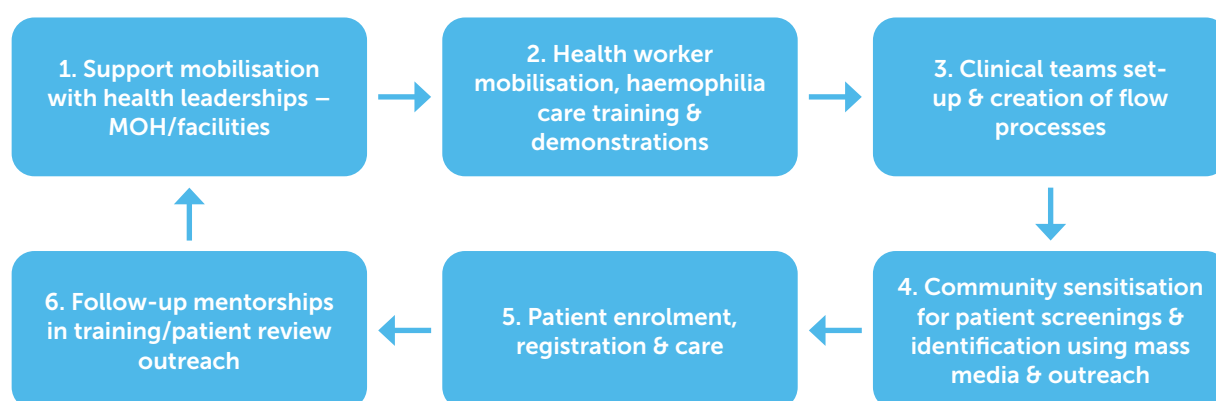 1. Support mobilisation
with health leaderships –
MOH/facilities
2. Health worker
mobilisation, haemophilia
care training &
demonstrations
3. Clinical teams set-
up & creation of flow
processes
4. Community sensitisation
for patient screenings &
identification using mass
media & outreach
5. Patient enrolment,
registration & care
6. Follow-up mentorships
in training/patient review
outreach